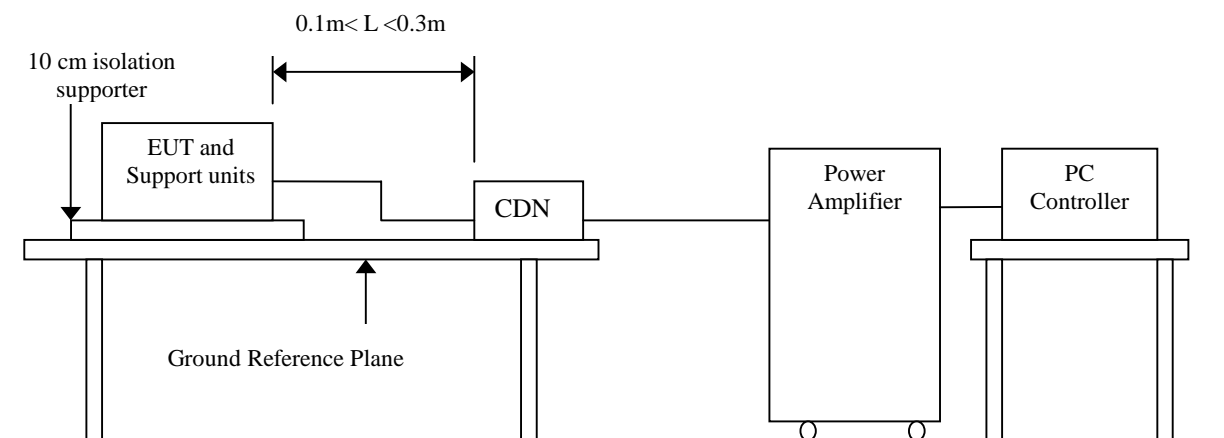 0.1m< L <0.3m
10 cm isolation
supporter
EUT and
Support units
CDN
Power
Amplifier
PC
Controller
Ground Reference Plane